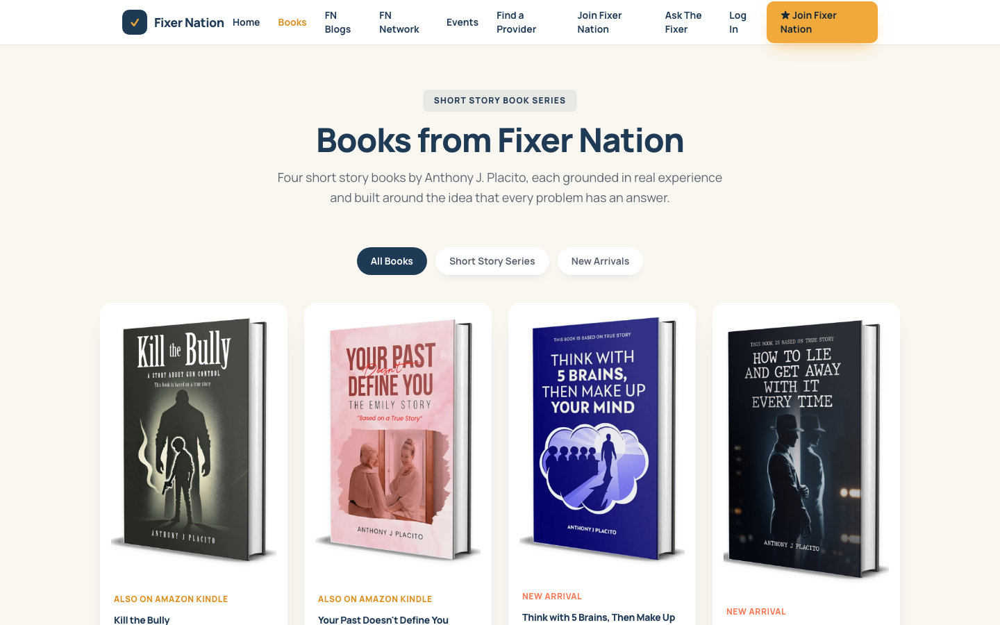 Fixer Nation
Home
Books
FN
Blogs
FN
Network
Events
Find a
Provider
Join Fixer
Nation
Ask The
Fixer
Log
In
Join Fixer
Nation
SHORT STORY BOOK SERIES
Books from Fixer Nation
Four short story books by Anthony J. Placito, each grounded in real experience
and built around the idea that every problem has an answer.
All Books
Short Story Series
New Arrivals
Kill the Bully
A STORY ABOUT GUN CONTROL
This book is based on a true story
ANTHONY J PLACITO
YOUR PAST
Doesn't
DEFINE YOU
THE EMILY STORY
"Based on a True Story"
ANTHONY J PLACITO
THIS BOOK IS BASED ON TRUE STORY
THINK WITH
5 BRAINS,
THEN MAKE UP
YOUR MIND
ANTHONY J PLACITO
THIS BOOK IS BASED ON TRUE STORY
HOW TO LIE
AND GET AWAY
WITH IT
EVERY TIME
ANTHONY J PLACITO
ALSO ON AMAZON KINDLE
Kill the Bully
ALSO ON AMAZON KINDLE
Your Past Doesn't Define You
NEW ARRIVAL
Think with 5 Brains, Then Make Up
NEW ARRIVAL